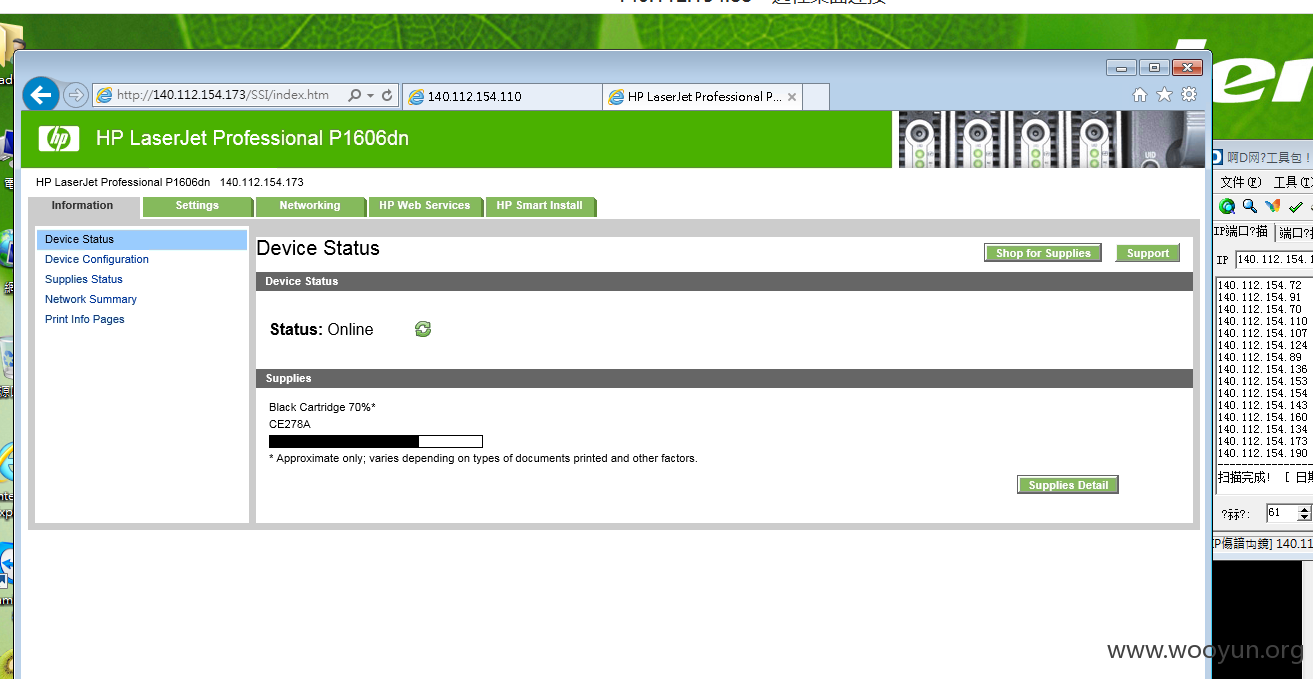 http://140.112.154.173/SSI/index.htm
140.112.154.110
HP LaserJet Professional P...
hp
HP LaserJet Professional P1606dn
UID
HP LaserJet Professional P1606dn 140.112.154.173
Information
Settings
Networking
HP Web Services
HP Smart Install
Device Status
Device Configuration
Supplies Status
Network Summary
Print Info Pages
Device Status
Shop for Supplies
Support
Device Status
Status: Online
Supplies
Black Cartridge 70%*
CE278A
* Approximate only; varies depending on types of documents printed and other factors.
Supplies Detail
啊D网?工具包!
文件(F) 工具(T)
IP端口?描
端口?
IP 140.112.154.1
140.112.154.72
140.112.154.91
140.112.154.70
140.112.154.110
140.112.154.107
140.112.154.124
140.112.154.89
140.112.154.136
140.112.154.153
140.112.154.154
140.112.154.143
140.112.154.160
140.112.154.134
140.112.154.173
140.112.154.190
扫描完成! [ 日期
61
140.11
www.wooyun.org